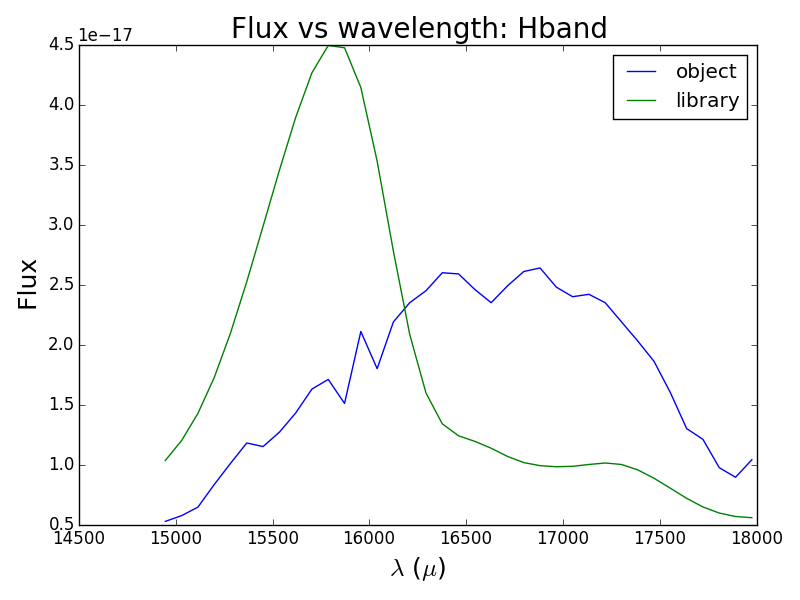 Flux vs wavelength: Hband
1e−17
object
library
4.5
4.0
3.5
3.0
2.5
2.0
1.5
1.0
0.5
Flux
14500 15000 15500 16000 16500 17000 17500 18000
λ (μ)